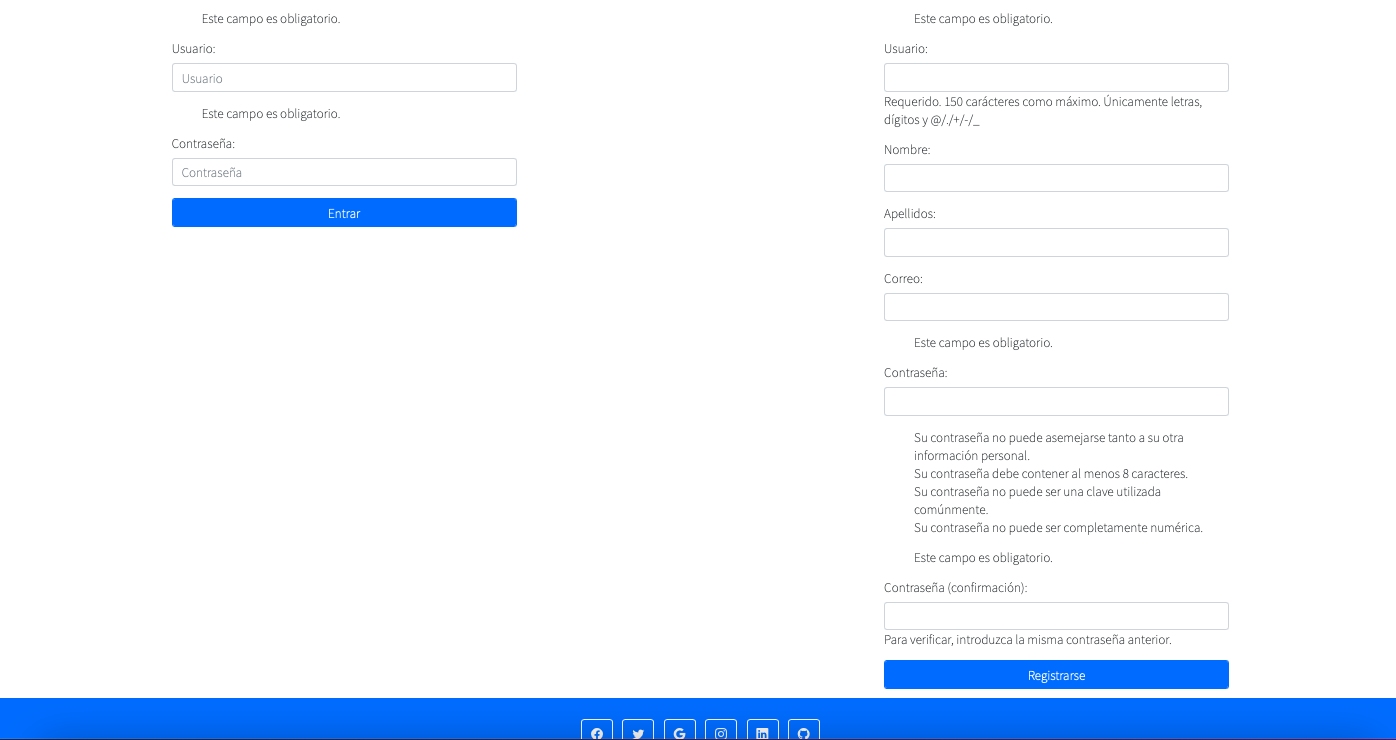 Este campo es obligatorio.
Usuario:
Usuario
Este campo es obligatorio.
Contraseña:
Contraseña
Entrar
Este campo es obligatorio.
Usuario:
Requerido. 150 carácteres como máximo. Únicamente letras,
dígitos y @/./+/-/_
Nombre:
Apellidos:
Correo:
Este campo es obligatorio.
Contraseña:
Su contraseña no puede asemejarse tanto a su otra
información personal.
Su contraseña debe contener al menos 8 caracteres.
Su contraseña no puede ser una clave utilizada
comúnmente.
Su contraseña no puede ser completamente numérica.
Este campo es obligatorio.
Contraseña (confirmación):
Para verificar, introduzca la misma contraseña anterior.
Registrarse